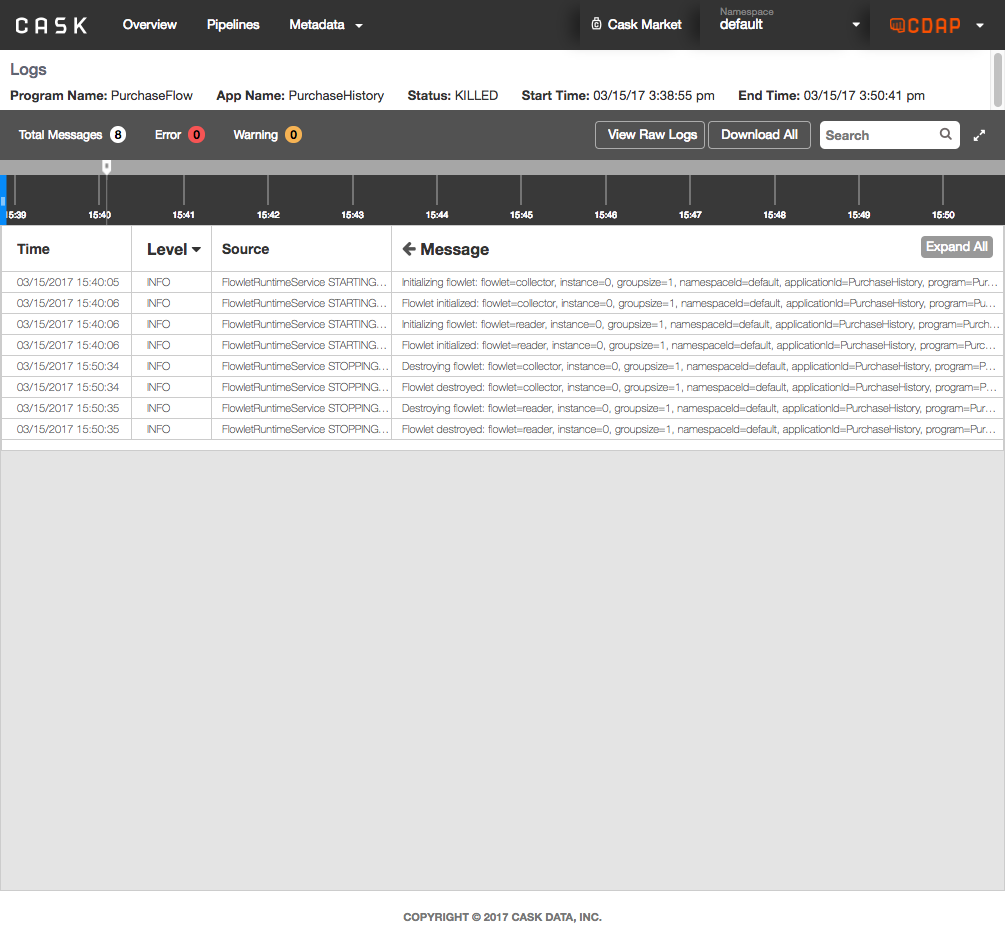 CASK Overview Pipelines Metadata Cask Market Namespace default CDAP
Logs
Program Name: PurchaseFlow App Name: PurchaseHistory Status: KILLED Start Time: 03/15/17 3:38:55 pm End Time: 03/15/17 3:50:41 pm
Total Messages 8 Error 0 Warning 0 View Raw Logs Download All Search
15:39 15:40 15:41 15:42 15:43 15:44 15:45 15:46 15:47 15:48 15:49 15:50
Time Level Source Message Expand All
03/15/2017 15:40:05 INFO FlowletRuntimeService STARTING... Initializing flowlet: flowlet=collector, instance=0, groupsize=1, namespaceId=default, applicationId=PurchaseHistory, program=Pur...
03/15/2017 15:40:06 INFO FlowletRuntimeService STARTING... Flowlet initialized: flowlet=collector, instance=0, groupsize=1, namespaceId=default, applicationId=PurchaseHistory, program=Pu...
03/15/2017 15:40:06 INFO FlowletRuntimeService STARTING... Initializing flowlet: flowlet=reader, instance=0, groupsize=1, namespaceId=default, applicationId=PurchaseHistory, program=Purch...
03/15/2017 15:40:06 INFO FlowletRuntimeService STARTING... Flowlet initialized: flowlet=reader, instance=0, groupsize=1, namespaceId=default, applicationId=PurchaseHistory, program=Purc...
03/15/2017 15:50:34 INFO FlowletRuntimeService STOPPING... Destroying flowlet: flowlet=collector, instance=0, groupsize=1, namespaceId=default, applicationId=PurchaseHistory, program=P...
03/15/2017 15:50:34 INFO FlowletRuntimeService STOPPING... Flowlet destroyed: flowlet=collector, instance=0, groupsize=1, namespaceId=default, applicationId=PurchaseHistory, program=P...
03/15/2017 15:50:35 INFO FlowletRuntimeService STOPPING... Destroying flowlet: flowlet=reader, instance=0, groupsize=1, namespaceId=default, applicationId=PurchaseHistory, program=Pur...
03/15/2017 15:50:35 INFO FlowletRuntimeService STOPPING... Flowlet destroyed: flowlet=reader, instance=0, groupsize=1, namespaceId=default, applicationId=PurchaseHistory, program=Pur...
COPYRIGHT © 2017 CASK DATA, INC.